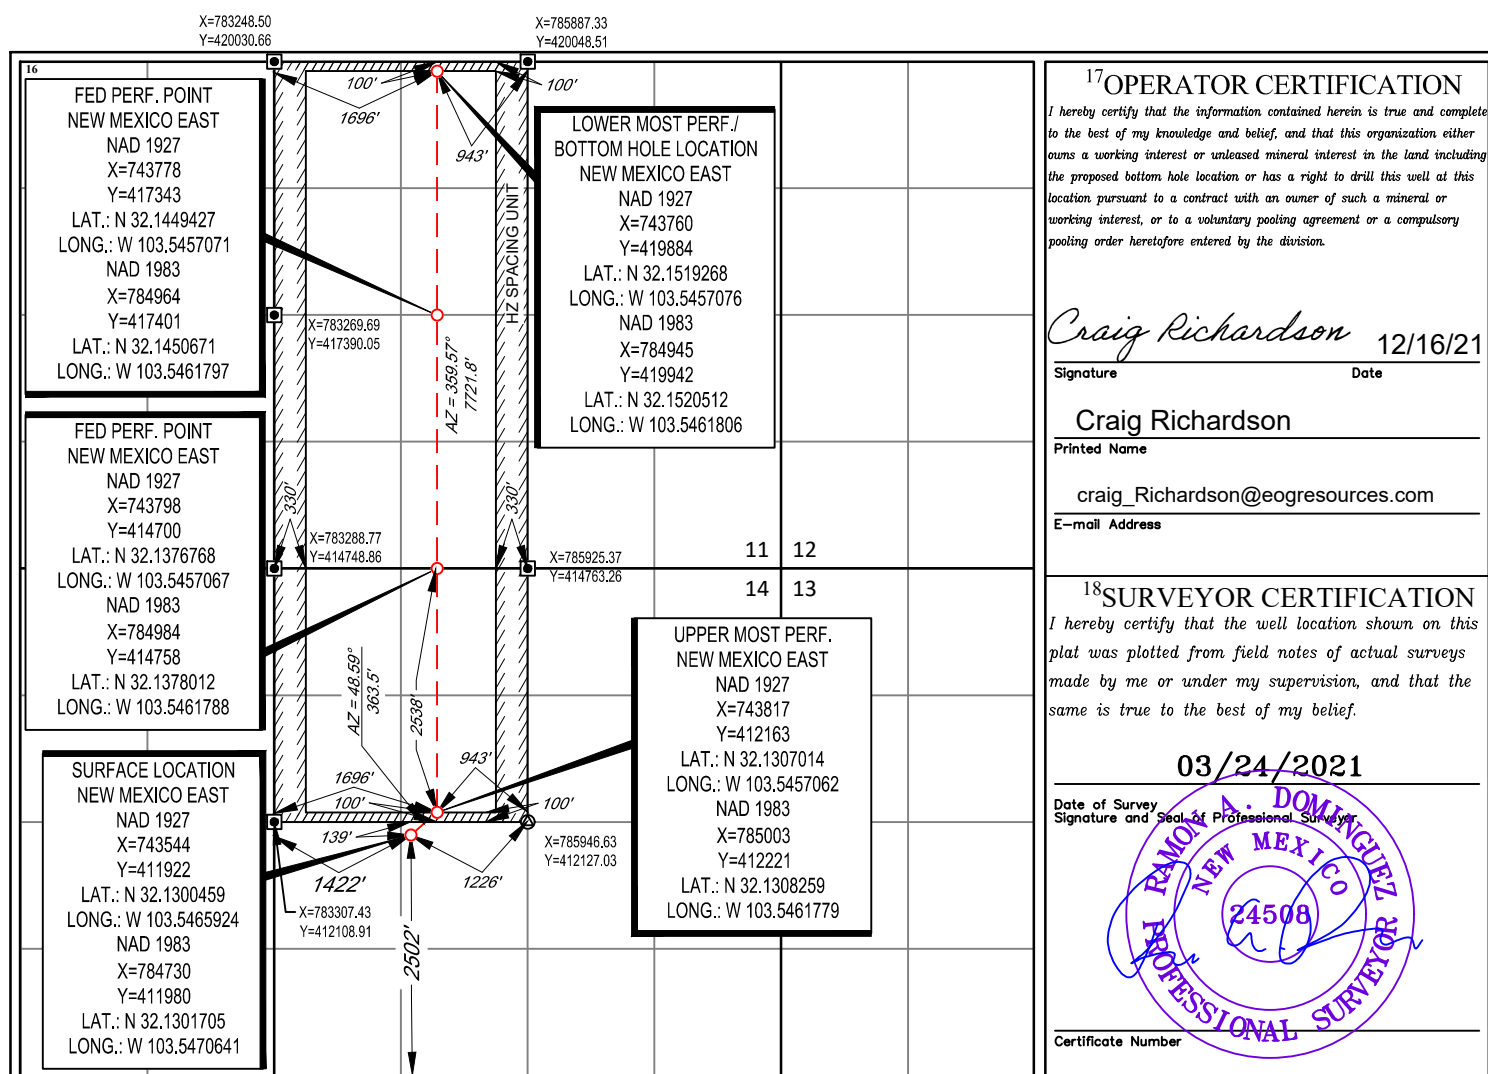 X=783248.50
Y=420030.66
X=785887.33
Y=420048.51
16
FED PERF. POINT
NEW MEXICO EAST
NAD 1927
X=743778
Y=417343
LAT.: N 32.1449427
LONG.: W 103.5457071
NAD 1983
X=784964
Y=417401
LAT.: N 32.1450671
LONG.: W 103.5461797
100'
1696'
943'
100'
LOWER MOST PERF./
BOTTOM HOLE LOCATION
NEW MEXICO EAST
NAD 1927
X=743760
Y=419884
LAT.: N 32.1519268
LONG.: W 103.5457076
NAD 1983
X=784945
Y=419942
LAT.: N 32.1520512
LONG.: W 103.5461806
HZ SPACING UNIT
X=783269.69
Y=417390.05
AZ = 359.57°
7721.8'
FED PERF. POINT
NEW MEXICO EAST
NAD 1927
X=743798
Y=414700
LAT.: N 32.1376768
LONG.: W 103.5457067
NAD 1983
X=784984
Y=414758
LAT.: N 32.1378012
LONG.: W 103.5461788
330'
330'
X=783288.77
Y=414748.86
X=785925.37
Y=414763.26
11 12
14 13
AZ = 48.59°
363.5'
2538'
UPPER MOST PERF.
NEW MEXICO EAST
NAD 1927
X=743817
Y=412163
LAT.: N 32.1307014
LONG.: W 103.5457062
NAD 1983
X=785003
Y=412221
LAT.: N 32.1308259
LONG.: W 103.5461779
SURFACE LOCATION
NEW MEXICO EAST
NAD 1927
X=743544
Y=411922
LAT.: N 32.1300459
LONG.: W 103.5465924
NAD 1983
X=784730
Y=411980
LAT.: N 32.1301705
LONG.: W 103.5470641
1696'
943'
100'
100'
139'
1422'
1226'
X=785946.63
Y=412127.03
X=783307.43
Y=412108.91
2502'
17 OPERATOR CERTIFICATION
I hereby certify that the information contained herein is true and complete
to the best of my knowledge and belief, and that this organization either
owns a working interest or unleased mineral interest in the land including
the proposed bottom hole location or has a right to drill this well at this
location pursuant to a contract with an owner of such a mineral or
working interest, or to a voluntary pooling agreement or a compulsory
pooling order heretofore entered by the division.
Craig Richardson 12/16/21
Signature Date
Craig Richardson
Printed Name
craig_Richardson@eogresources.com
E-mail Address
18 SURVEYOR CERTIFICATION
I hereby certify that the well location shown on this
plat was plotted from field notes of actual surveys
made by me or under my supervision, and that the
same is true to the best of my belief.
03/24/2021
Date of Survey
Signature and Seal of Professional Surveyor
RAMON A. DOMINGUEZ
NEW MEXICO
24508
PROFESSIONAL SURVEYOR
Certificate Number